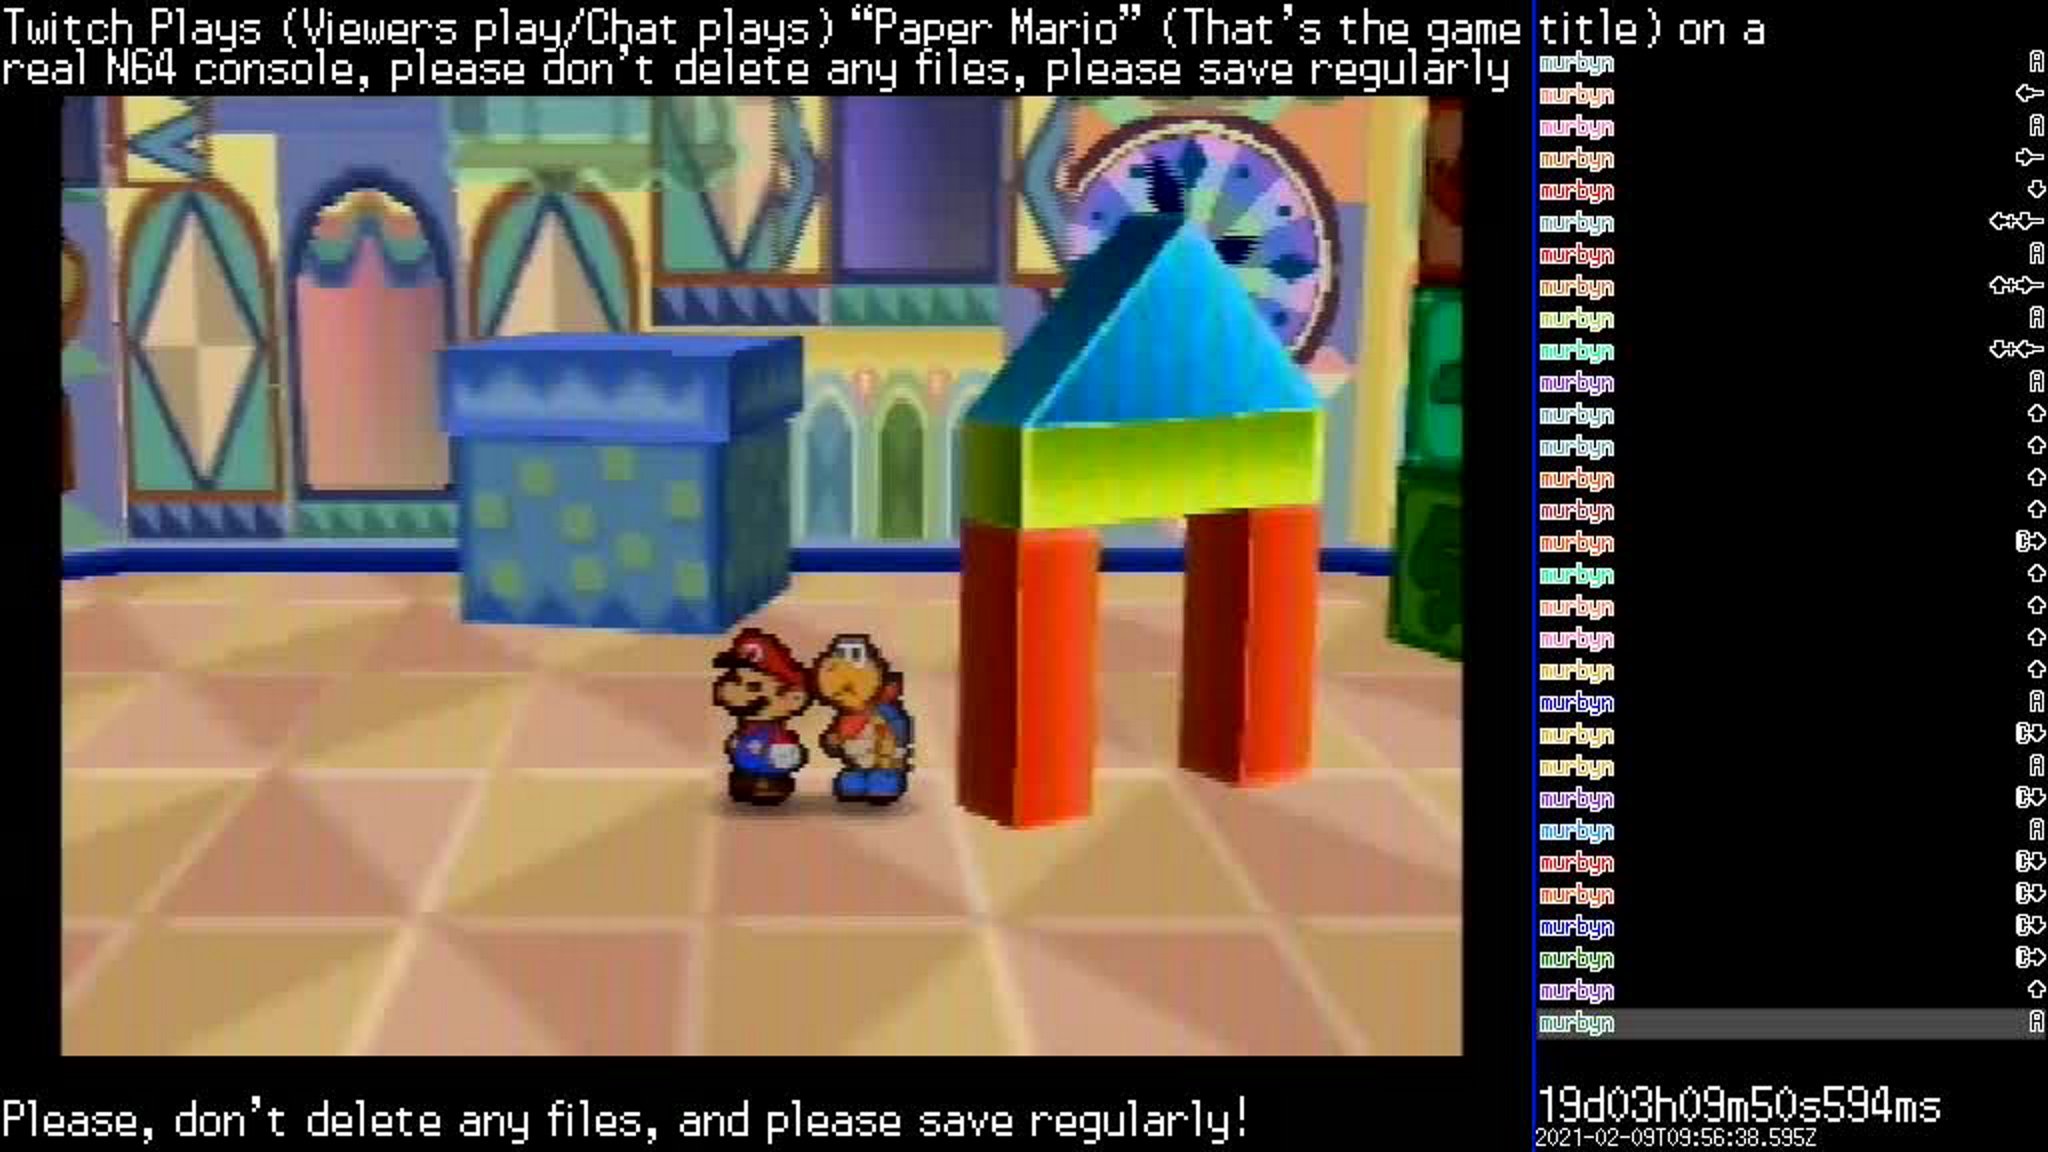 Twitch Plays (Viewers play/Chat plays) “Paper Mario” (That's the game title) on a
real N64 console, please don't delete any files, please save regularly
murbyn A
murbyn ←
murbyn A
murbyn →
murbyn ↓
murbyn ←+↓
murbyn A
murbyn ↑+→
murbyn A
murbyn ↓+←
murbyn A
murbyn ↑
murbyn ↑
murbyn ↑
murbyn ↑
murbyn C→
murbyn ↑
murbyn ↑
murbyn ↑
murbyn ↑
murbyn A
murbyn C↓
murbyn A
murbyn C↓
murbyn A
murbyn C↓
murbyn C↓
murbyn C↓
murbyn C→
murbyn ↑
murbyn A
Please, don't delete any files, and please save regularly!
19d03h09m50s594ms
2021-02-09T09:56:38.595Z